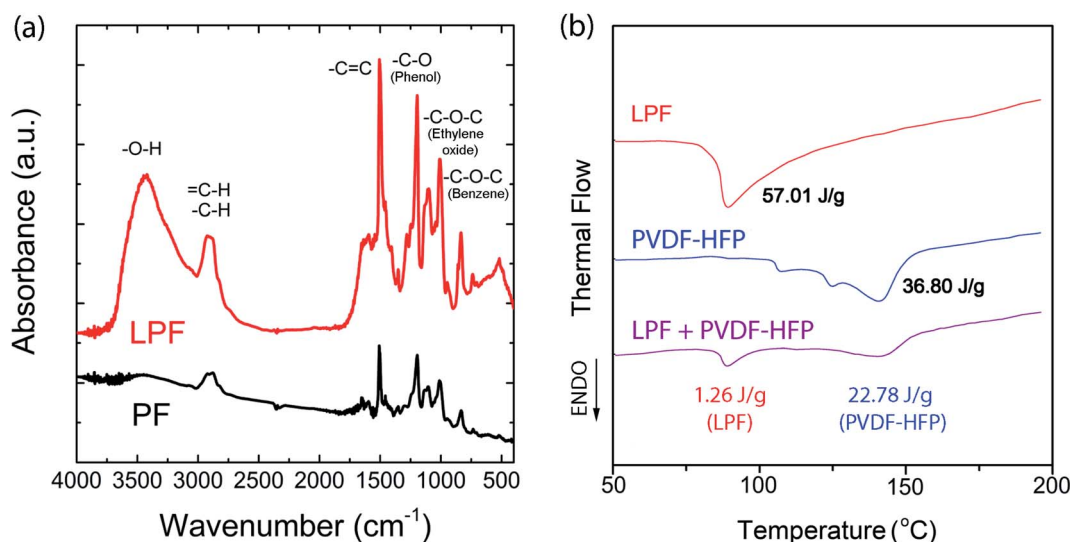 (a)
Absorbance (a.u.)
-O-H
=C-H
-C-H
-C=C
-C-O
(Phenol)
-C-O-C
(Ethylene
oxide)
-C-O-C
(Benzene)
LPF
PF
4000 3500 3000 2500 2000 1500 1000 500
Wavenumber (cm⁻¹)
(b)
Thermal Flow
ENDO
LPF
57.01 J/g
PVDF-HFP
36.80 J/g
LPF + PVDF-HFP
1.26 J/g
(LPF)
22.78 J/g
(PVDF-HFP)
50 100 150 200
Temperature (°C)